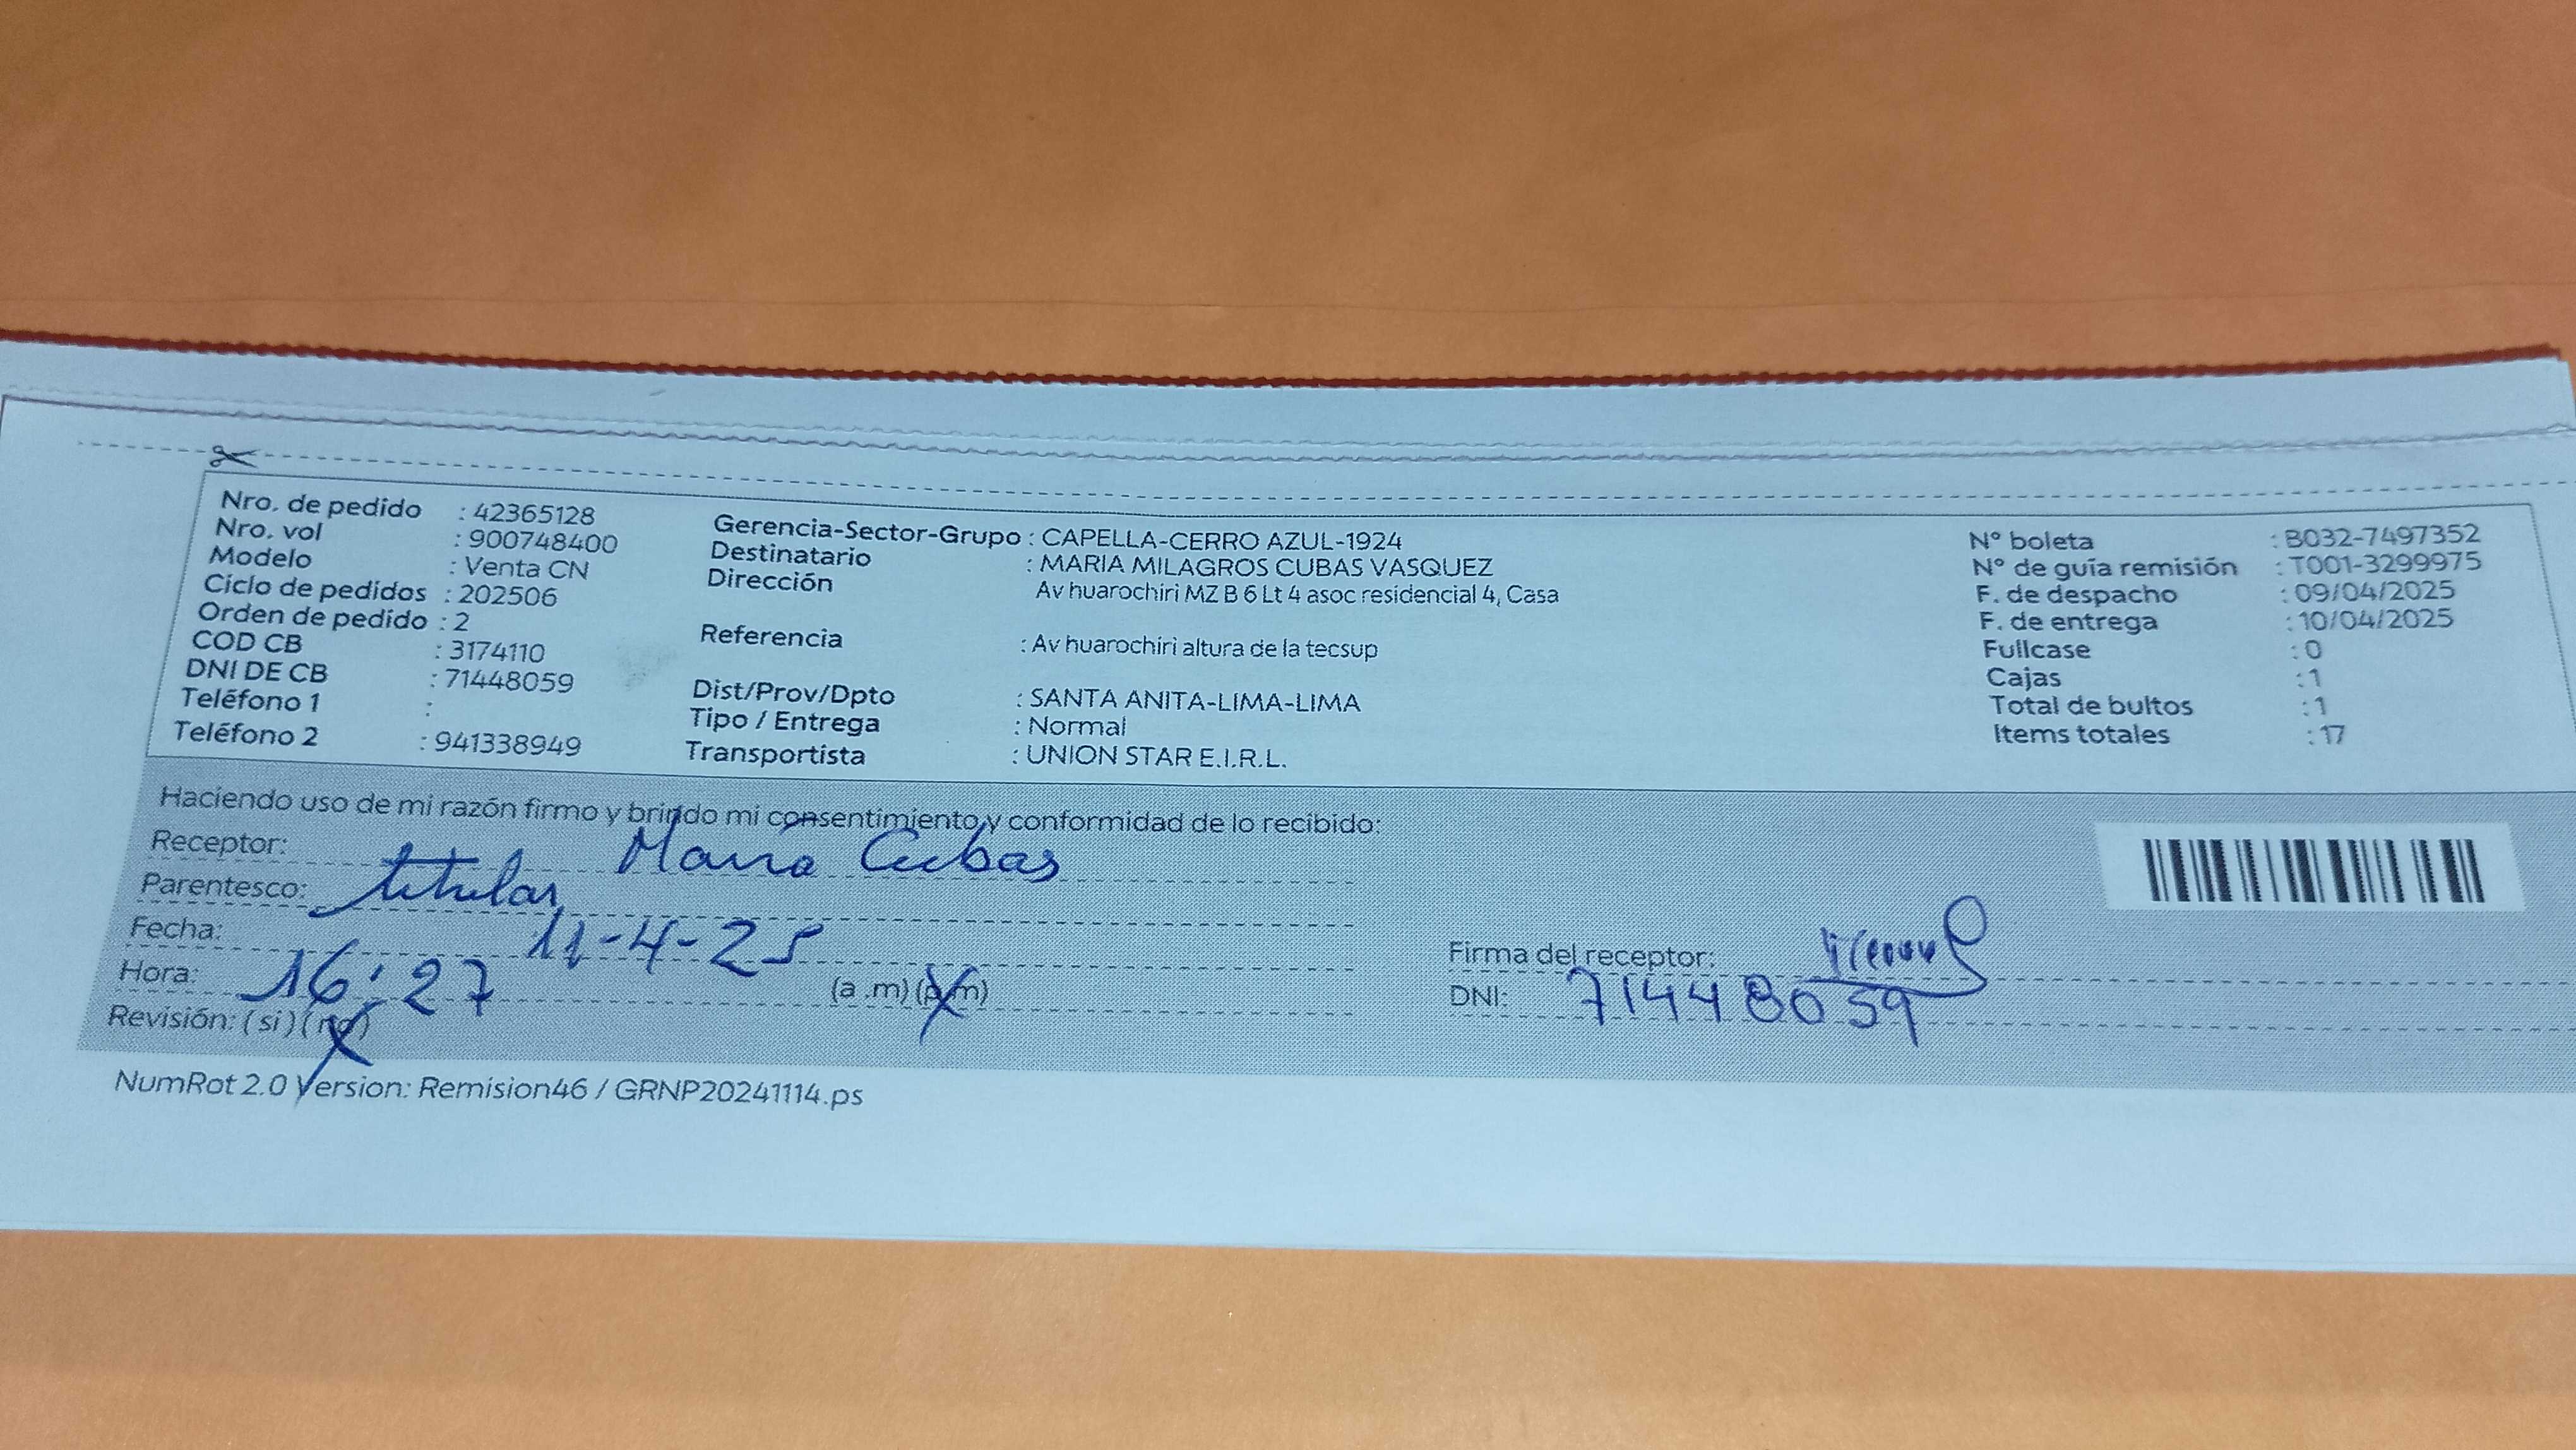 Nro. de pedido : 42365128
Nro. vol : 900748400
Modelo : Venta CN
Ciclo de pedidos : 202506
Orden de pedido : 2
COD CB : 3174110
DNI DE CB : 71448059
Teléfono 1 :
Teléfono 2 : 941338949
Gerencia-Sector-Grupo : CAPELLA-CERRO AZUL-1924
Destinatario : MARIA MILAGROS CUBAS VASQUEZ
Dirección Av huarochiri MZ B 6 Lt 4 asoc residencial 4, Casa
Referencia : Av huarochiri altura de la tecsup
Dist/Prov/Dpto : SANTA ANITA-LIMA-LIMA
Tipo / Entrega : Normal
Transportista : UNION STAR E.I.R.L.
N° boleta : B032-7497352
N° de guía remisión : T001-3299975
F. de despacho : 09/04/2025
F. de entrega : 10/04/2025
Fullcase : 0
Cajas : 1
Total de bultos : 1
Items totales : 17
Haciendo uso de mi razón firmo y brindo mi consentimiento y conformidad de lo recibido:
Receptor: Maria Cubas
Parentesco: titular
Fecha: 11-4-25
Hora: 16:27 (a .m) (p.m)
Revisión: (si) (no)
Firma del receptor:
DNI: 71448059
NumRot 2.0 Version: Remision46 / GRNP20241114.ps